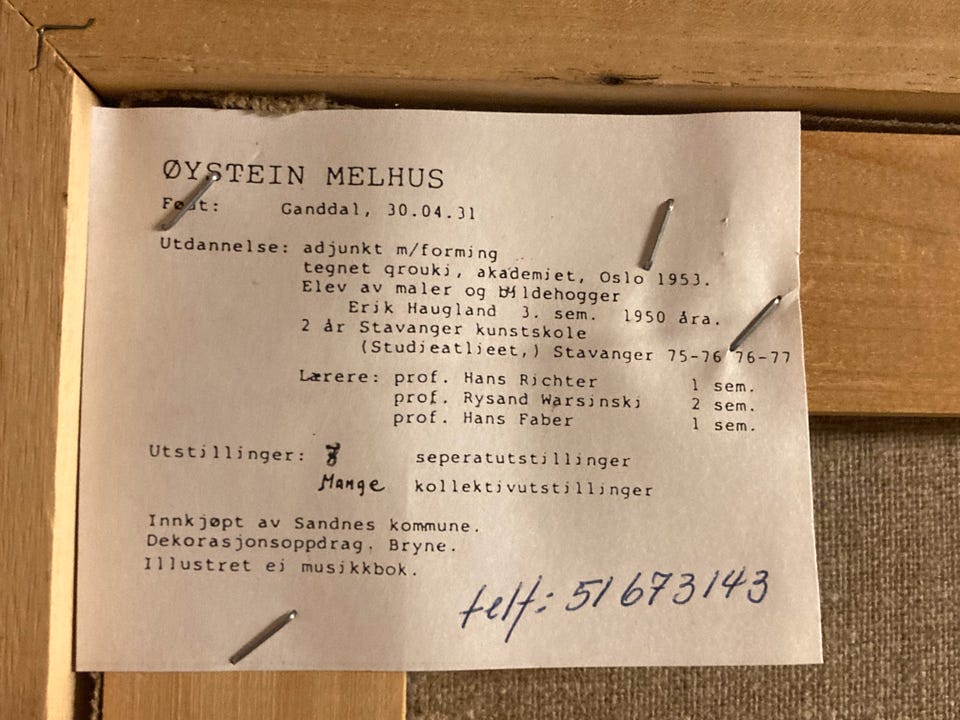 ØYSTEIN MELHUS
Født: Ganddal, 30.04.31
Utdannelse: adjunkt m/forming
tegnet qrouki, akademiet, Oslo 1953.
Elev av maler og bildehogger
Erik Haugland 3. sem. 1950 åra.
2 år Stavanger kunstskole
(Studieatlieet,) Stavanger 75-76 76-77
Lærere: prof. Hans Richter 1 sem.
prof. Rysand Warsinski 2 sem.
prof. Hans Faber 1 sem.
Utstillinger: seperatutstillinger
Mange kollektivutstillinger
Innkjøpt av Sandnes kommune.
Dekorasjonsoppdrag. Bryne.
Illustret ei musikkbok.
telf: 51673143